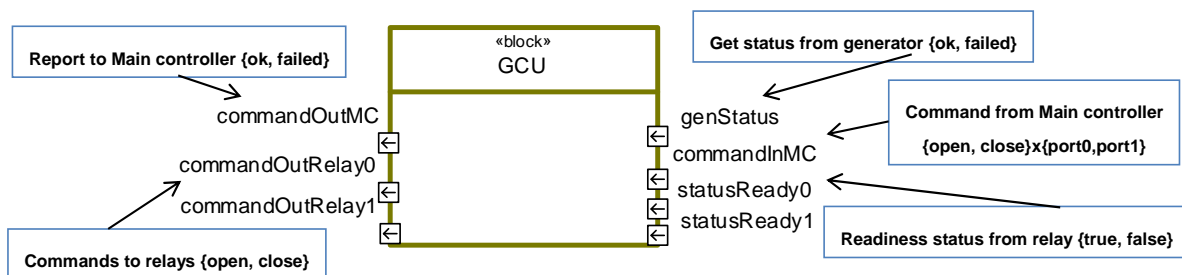 Report to Main controller {ok, failed}
«block»
GCU
Get status from generator {ok, failed}
commandOutMC
commandOutRelay0
commandOutRelay1
genStatus
commandInMC
statusReady0
statusReady1
Command from Main controller
{open, close}x{port0,port1}
Commands to relays {open, close}
Readiness status from relay {true, false}